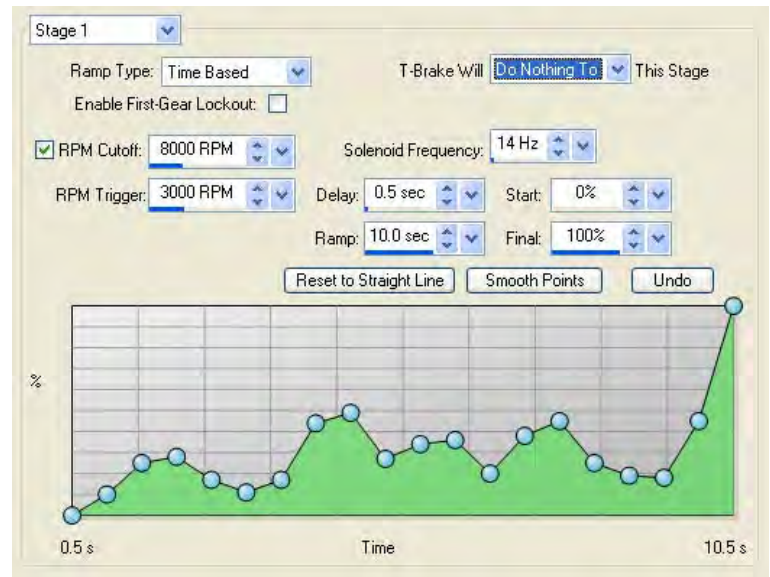 Stage 1
Ramp Type: Time Based
T-Brake Will Do Nothing To This Stage
Enable First-Gear Lockout:
RPM Cutoff: 8000 RPM
Solenoid Frequency: 14 Hz
RPM Trigger: 3000 RPM
Delay: 0.5 sec
Start: 0%
Ramp: 10.0 sec
Final: 100%
Reset to Straight Line
Smooth Points
Undo
%
0.5 s
Time
10.5 s